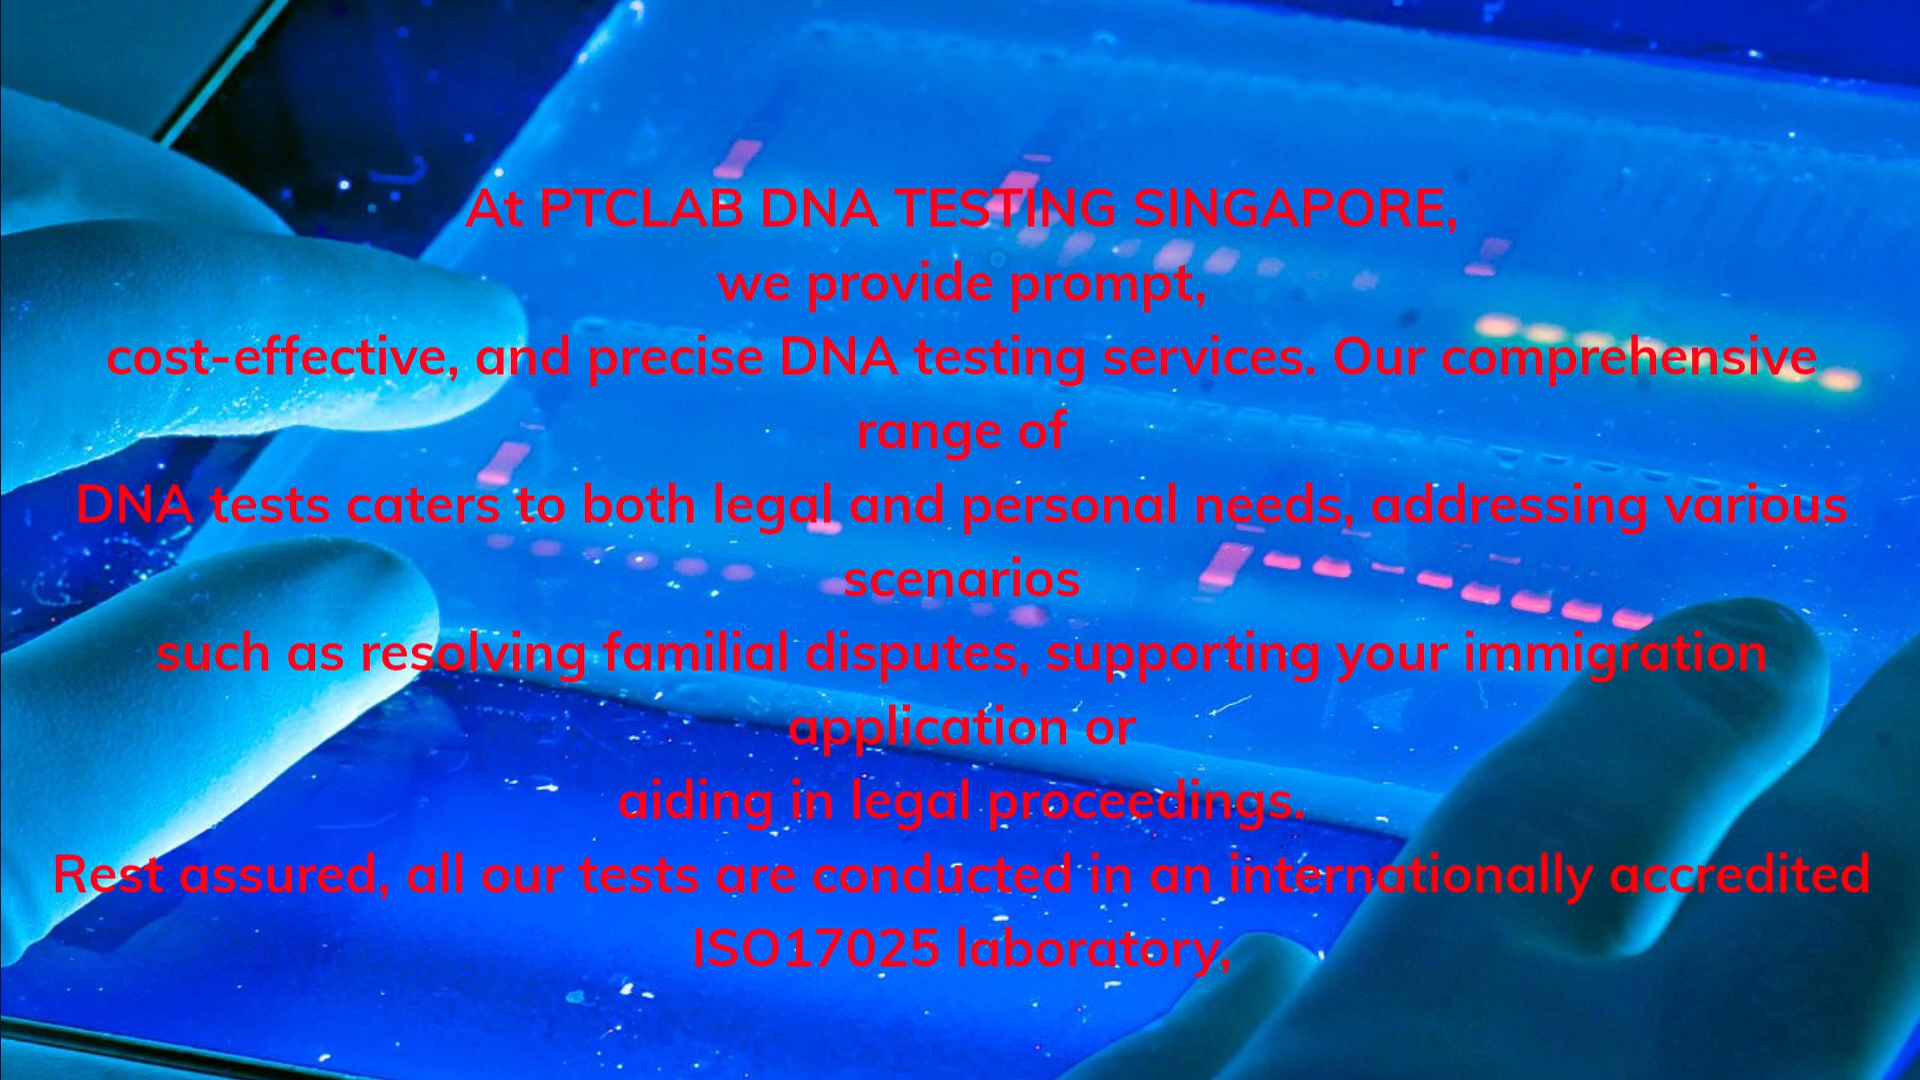 At PTCLAB DNA TESTING SINGAPORE,
we provide prompt,
cost-effective, and precise DNA testing services. Our comprehensive
range of
DNA tests caters to both legal and personal needs, addressing various
scenarios
such as resolving familial disputes, supporting your immigration
application or
aiding in legal proceedings.
Rest assured, all our tests are conducted in an internationally accredited
ISO17025 laboratory,